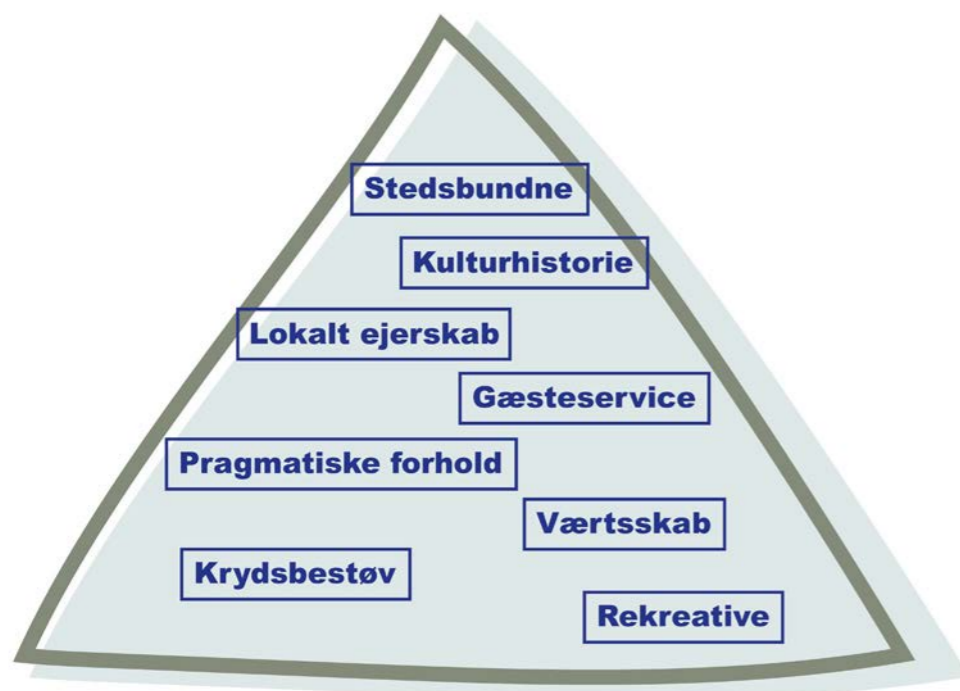 Stedsbundne
Kulturhistorie
Lokalt ejerskab
Gæsteservice
Pragmatiske forhold
Værtsskab
Krydsbestøv
Rekreative